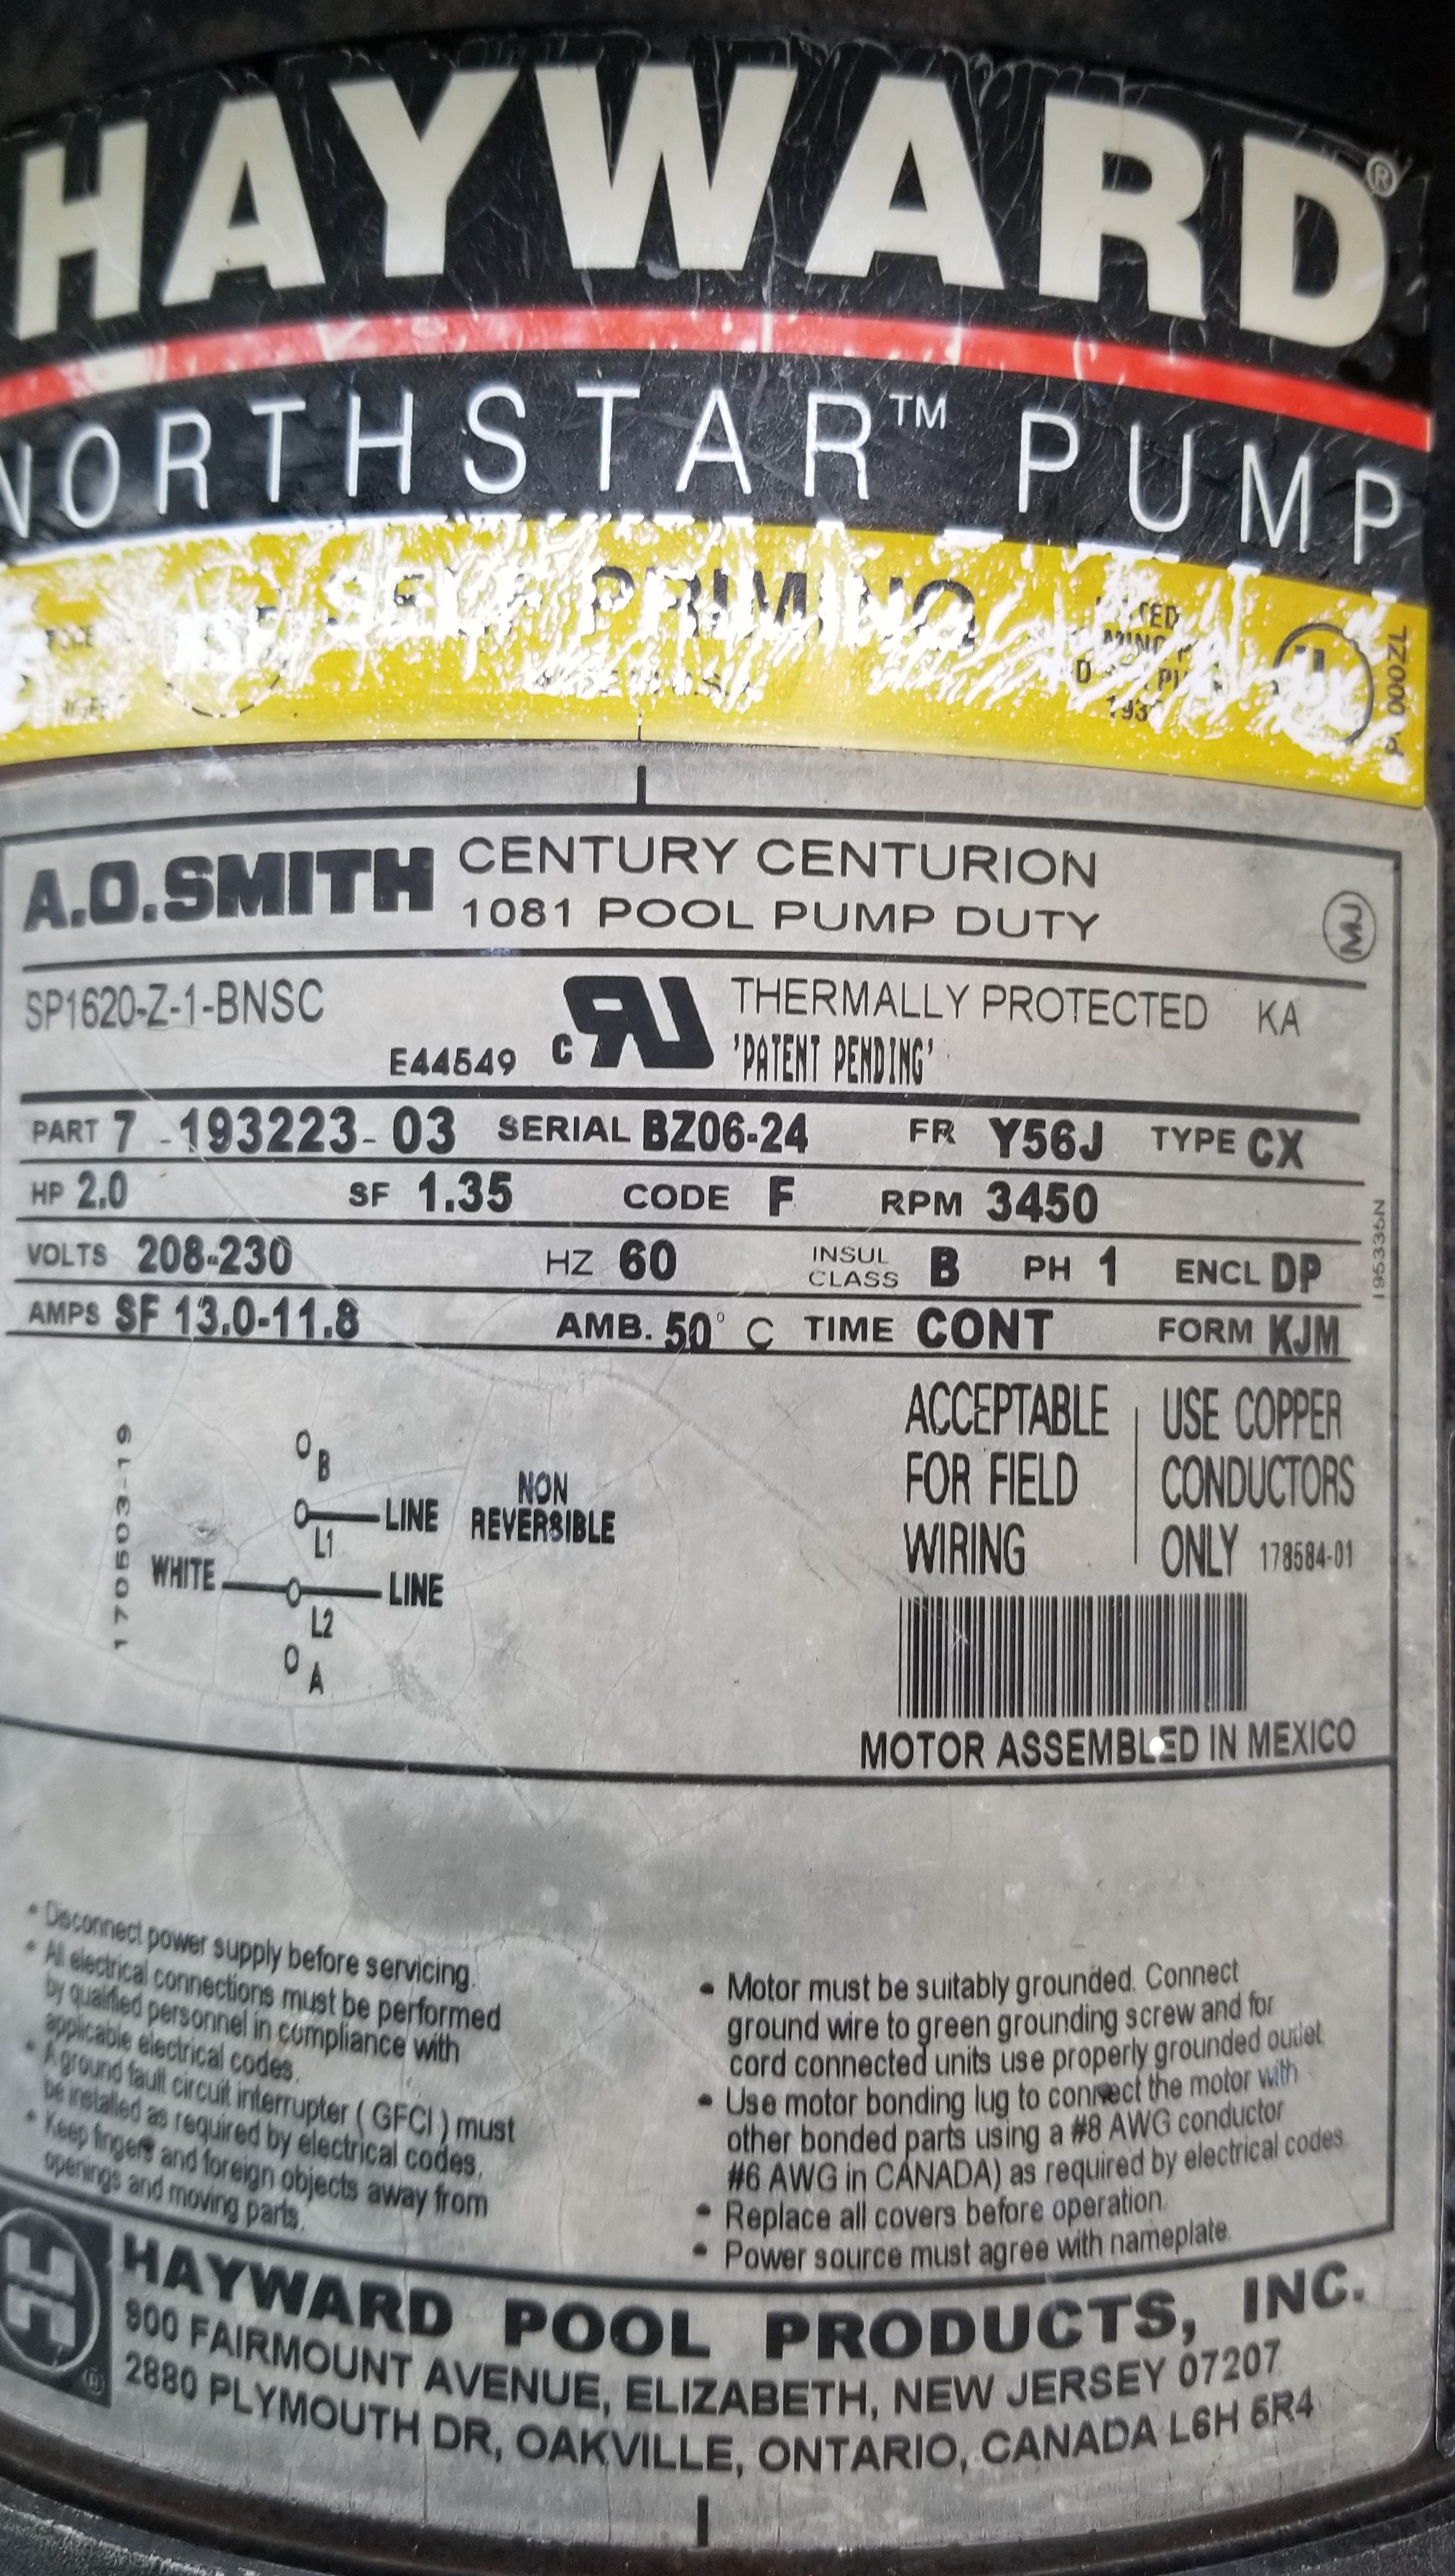 HAYWARD®
NORTHSTAR™ PUMP
SELF PRIMING
A.O.SMITH CENTURY CENTURION
1081 POOL PUMP DUTY
MJ
SP1620-Z-1-BNSC
THERMALLY PROTECTED KA
E44549 c 'PATENT PENDING'
PART 7 - 193223 - 03 SERIAL BZ06-24 FR Y56J TYPE CX
HP 2.0 SF 1.35 CODE F RPM 3450
VOLTS 208-230 HZ 60 INSUL CLASS B PH 1 ENCL DP
AMPS SF 13.0-11.8 AMB. 50° C TIME CONT FORM KJM
195336N
170503-19
B
L1 LINE
NON
REVERSIBLE
WHITE L2 LINE
A
ACCEPTABLE
FOR FIELD
WIRING
USE COPPER
CONDUCTORS
ONLY 178584-01
MOTOR ASSEMBLED IN MEXICO
• Disconnect power supply before servicing.
• All electrical connections must be performed
by qualified personnel in compliance with
applicable electrical codes.
• A ground fault circuit interrupter ( GFCI ) must
be installed as required by electrical codes.
• Keep fingers and foreign objects away from
openings and moving parts.
• Motor must be suitably grounded. Connect
ground wire to green grounding screw and for
cord connected units use properly grounded outlet
• Use motor bonding lug to connect the motor with
other bonded parts using a #8 AWG conductor
#6 AWG in CANADA) as required by electrical codes
• Replace all covers before operation.
• Power source must agree with nameplate.
HAYWARD POOL PRODUCTS, INC.
900 FAIRMOUNT AVENUE, ELIZABETH, NEW JERSEY 07207
2880 PLYMOUTH DR, OAKVILLE, ONTARIO, CANADA L6H 5R4